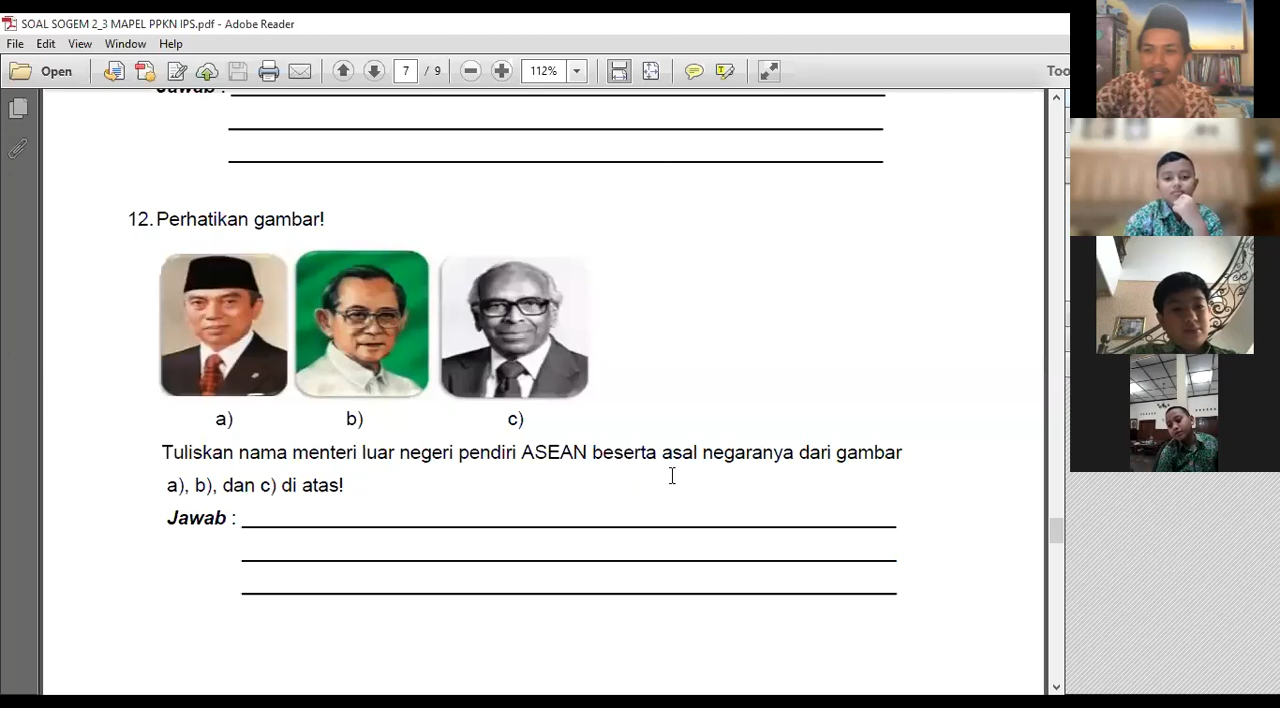 SOAL SOGEM 2_3 MAPEL PPKN IPS.pdf - Adobe Reader
File Edit View Window Help
Open 7 / 9 112% Too
Jawab :
12. Perhatikan gambar!
a) b) c)
Tuliskan nama menteri luar negeri pendiri ASEAN beserta asal negaranya dari gambar
a), b), dan c) di atas!
Jawab :